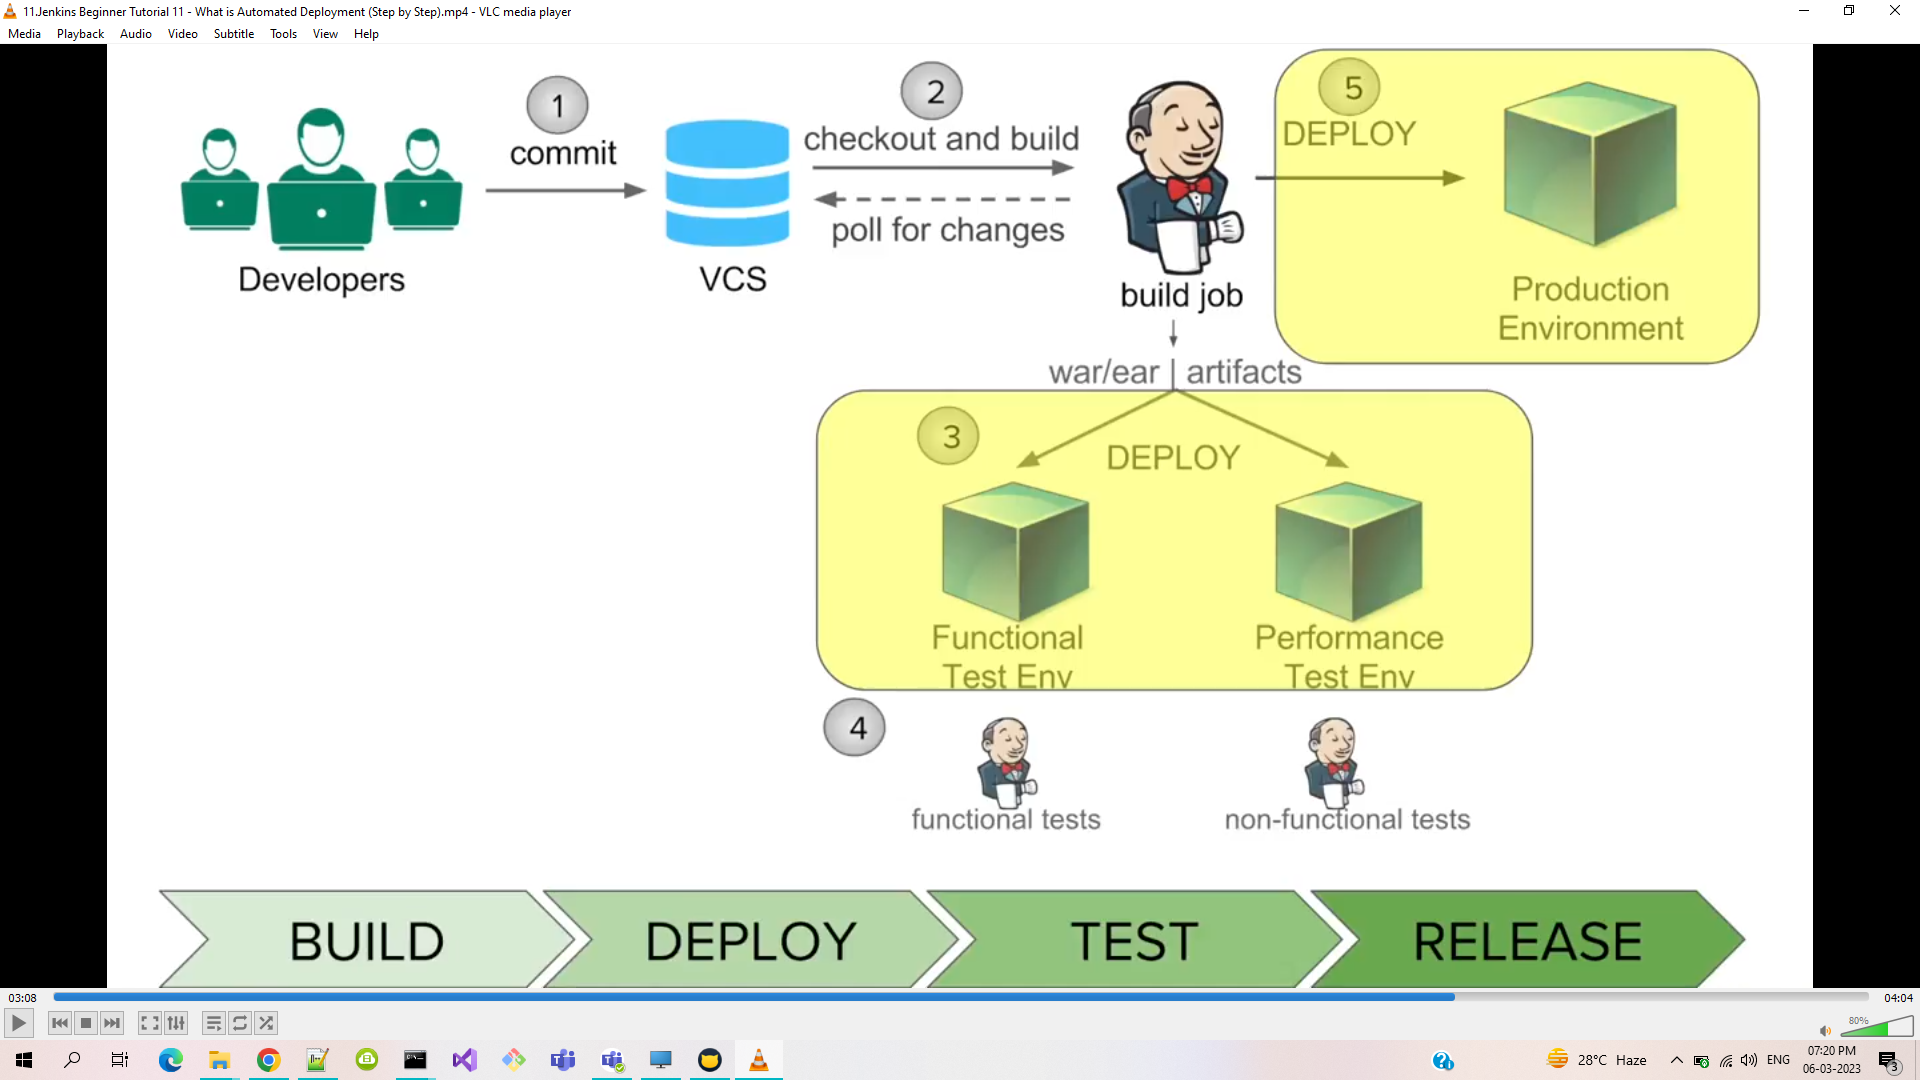 11Jenkins Beginner Tutorial 11 - What is Automated Deployment (Step by Step).mp4 - VLC media player
Media Playback Audio Video Subtitle Tools View Help
1
commit
Developers
VCS
2
checkout and build
poll for changes
build job
5
DEPLOY
Production
Environment
war/ear | artifacts
3
DEPLOY
Functional
Test Env
Performance
Test Env
4
functional tests
non-functional tests
BUILD
DEPLOY
TEST
RELEASE
03:08
04:04
80%
28°C Haze
ENG
07:20 PM
06-03-2023
3